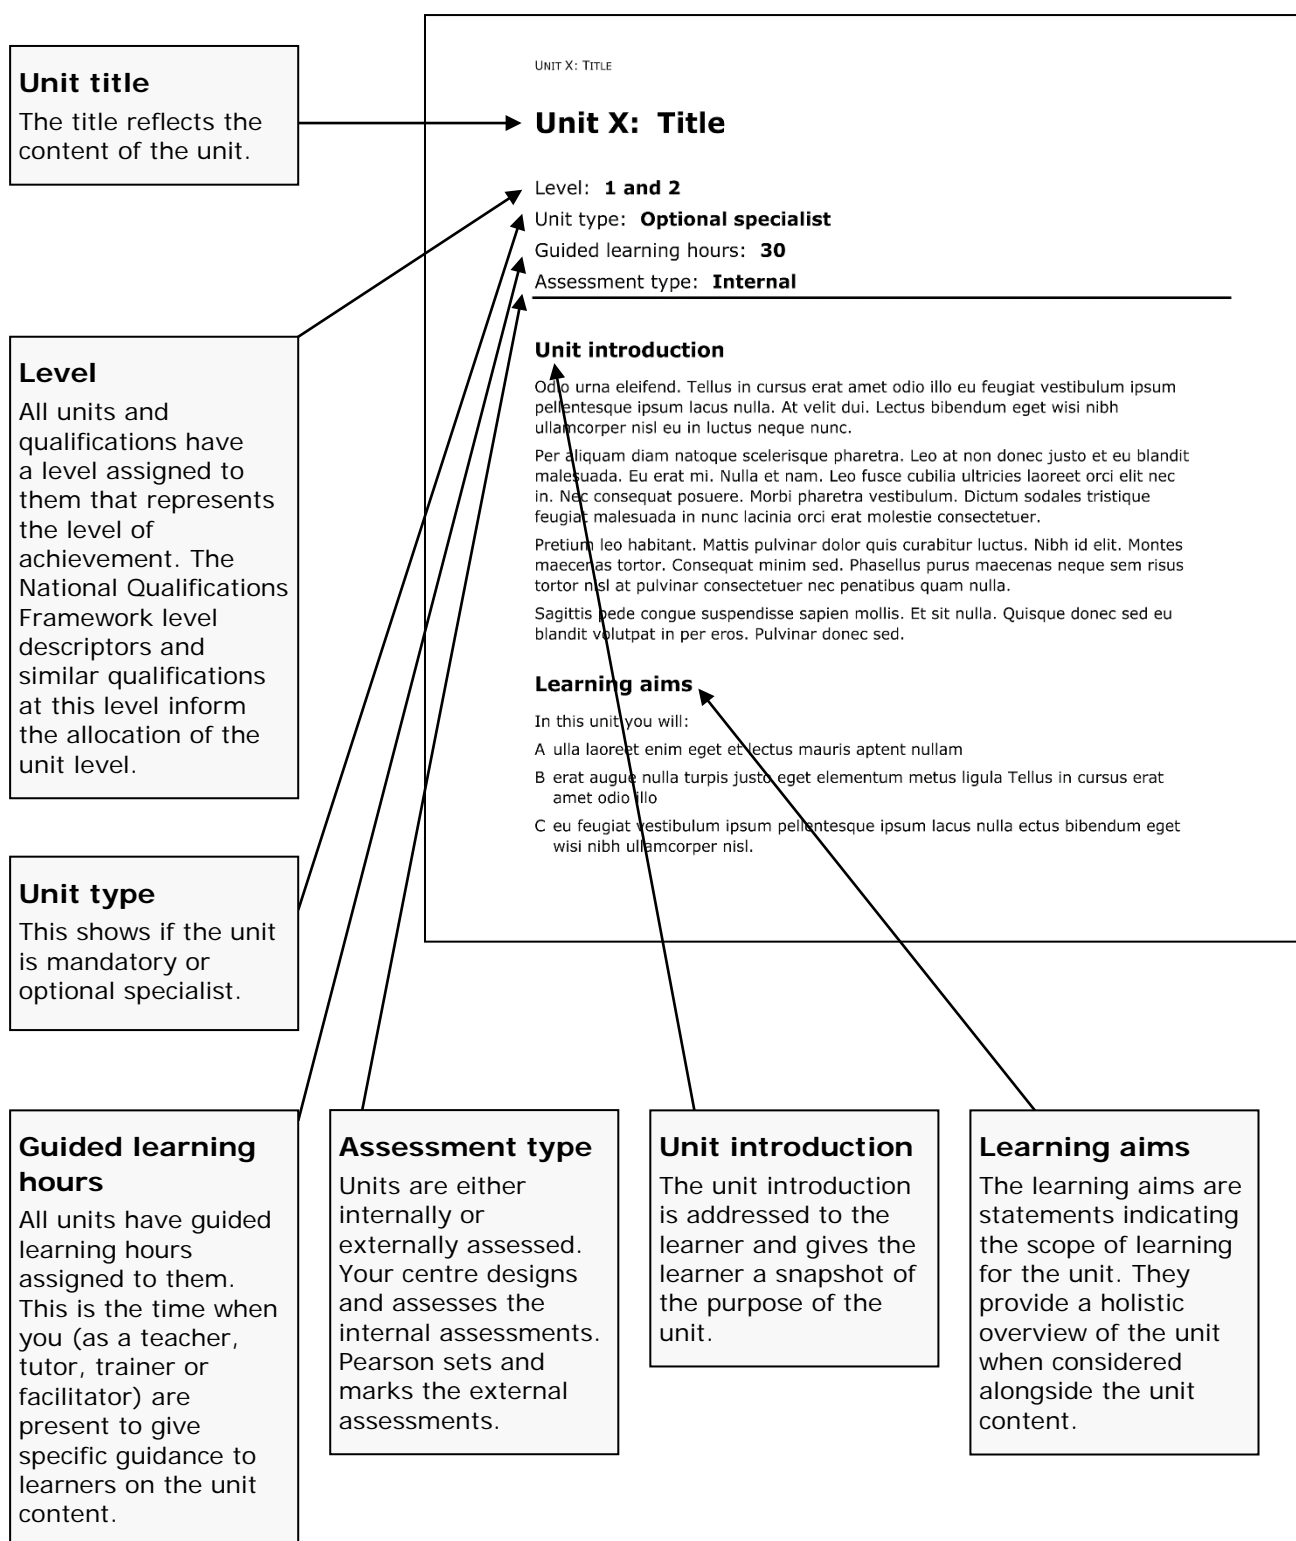 Unit title
The title reflects the
content of the unit.
Level
All units and
qualifications have
a level assigned to
them that represents
the level of
achievement. The
National Qualifications
Framework level
descriptors and
similar qualifications
at this level inform
the allocation of the
unit level.
Unit type
This shows if the unit
is mandatory or
optional specialist.
Guided learning
hours
All units have guided
learning hours
assigned to them.
This is the time when
you (as a teacher,
tutor, trainer or
facilitator) are
present to give
specific guidance to
learners on the unit
content.
UNIT X: TITLE
Unit X: Title
Level: 1 and 2
Unit type: Optional specialist
Guided learning hours: 30
Assessment type: Internal
Unit introduction
Odio urna eleifend. Tellus in cursus erat amet odio illo eu feugiat vestibulum ipsum
pellentesque ipsum lacus nulla. At velit dui. Lectus bibendum eget wisi nibh
ullamcorper nisl eu in luctus neque nunc.
Per aliquam diam natoque scelerisque pharetra. Leo at non donec justo et eu blandit
malesuada. Eu erat mi. Nulla et nam. Leo fusce cubilia ultricies laoreet orci elit nec
in. Nec consequat posuere. Morbi pharetra vestibulum. Dictum sodales tristique
feugiat malesuada in nunc lacinia orci erat molestie consectetuer.
Pretium leo habitant. Mattis pulvinar dolor quis curabitur luctus. Nibh id elit. Montes
maecenas tortor. Consequat minim sed. Phasellus purus maecenas neque sem risus
tortor nisl at pulvinar consectetuer nec penatibus quam nulla.
Sagittis pede congue suspendisse sapien mollis. Et sit nulla. Quisque donec sed eu
blandit volutpat in per eros. Pulvinar donec sed.
Learning aims
In this unit you will:
A ulla laoreet enim eget et lectus mauris aptent nullam
B erat augue nulla turpis justo eget elementum metus ligula Tellus in cursus erat
amet odio illo
C eu feugiat vestibulum ipsum pellentesque ipsum lacus nulla ectus bibendum eget
wisi nibh ullamcorper nisl.
Assessment type
Units are either
internally or
externally assessed.
Your centre designs
and assesses the
internal assessments.
Pearson sets and
marks the external
assessments.
Unit introduction
The unit introduction
is addressed to the
learner and gives the
learner a snapshot of
the purpose of the
unit.
Learning aims
The learning aims are
statements indicating
the scope of learning
for the unit. They
provide a holistic
overview of the unit
when considered
alongside the unit
content.